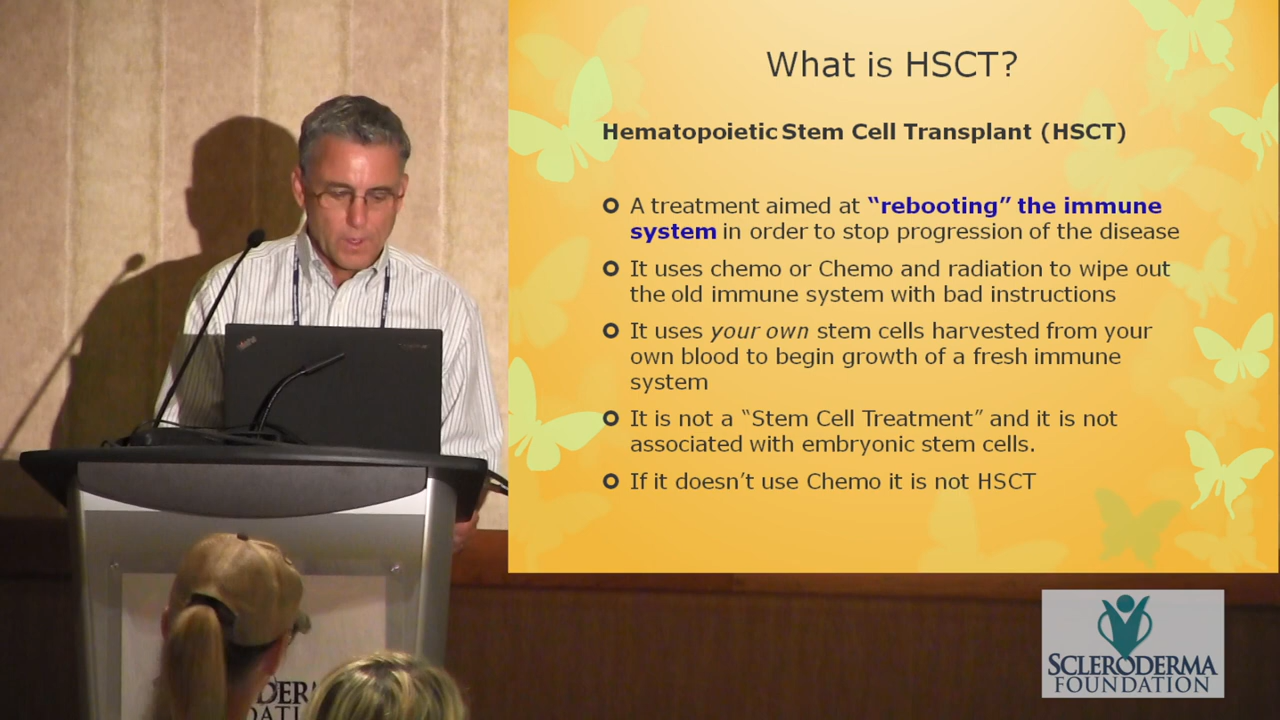 What is HSCT?
Hematopoietic Stem Cell Transplant (HSCT)
A treatment aimed at “rebooting” the immune
system in order to stop progression of the disease
It uses chemo or Chemo and radiation to wipe out
the old immune system with bad instructions
It uses your own stem cells harvested from your
own blood to begin growth of a fresh immune
system
It is not a “Stem Cell Treatment” and it is not
associated with embryonic stem cells.
If it doesn’t use Chemo it is not HSCT
SCLERODERMA
FOUNDATION